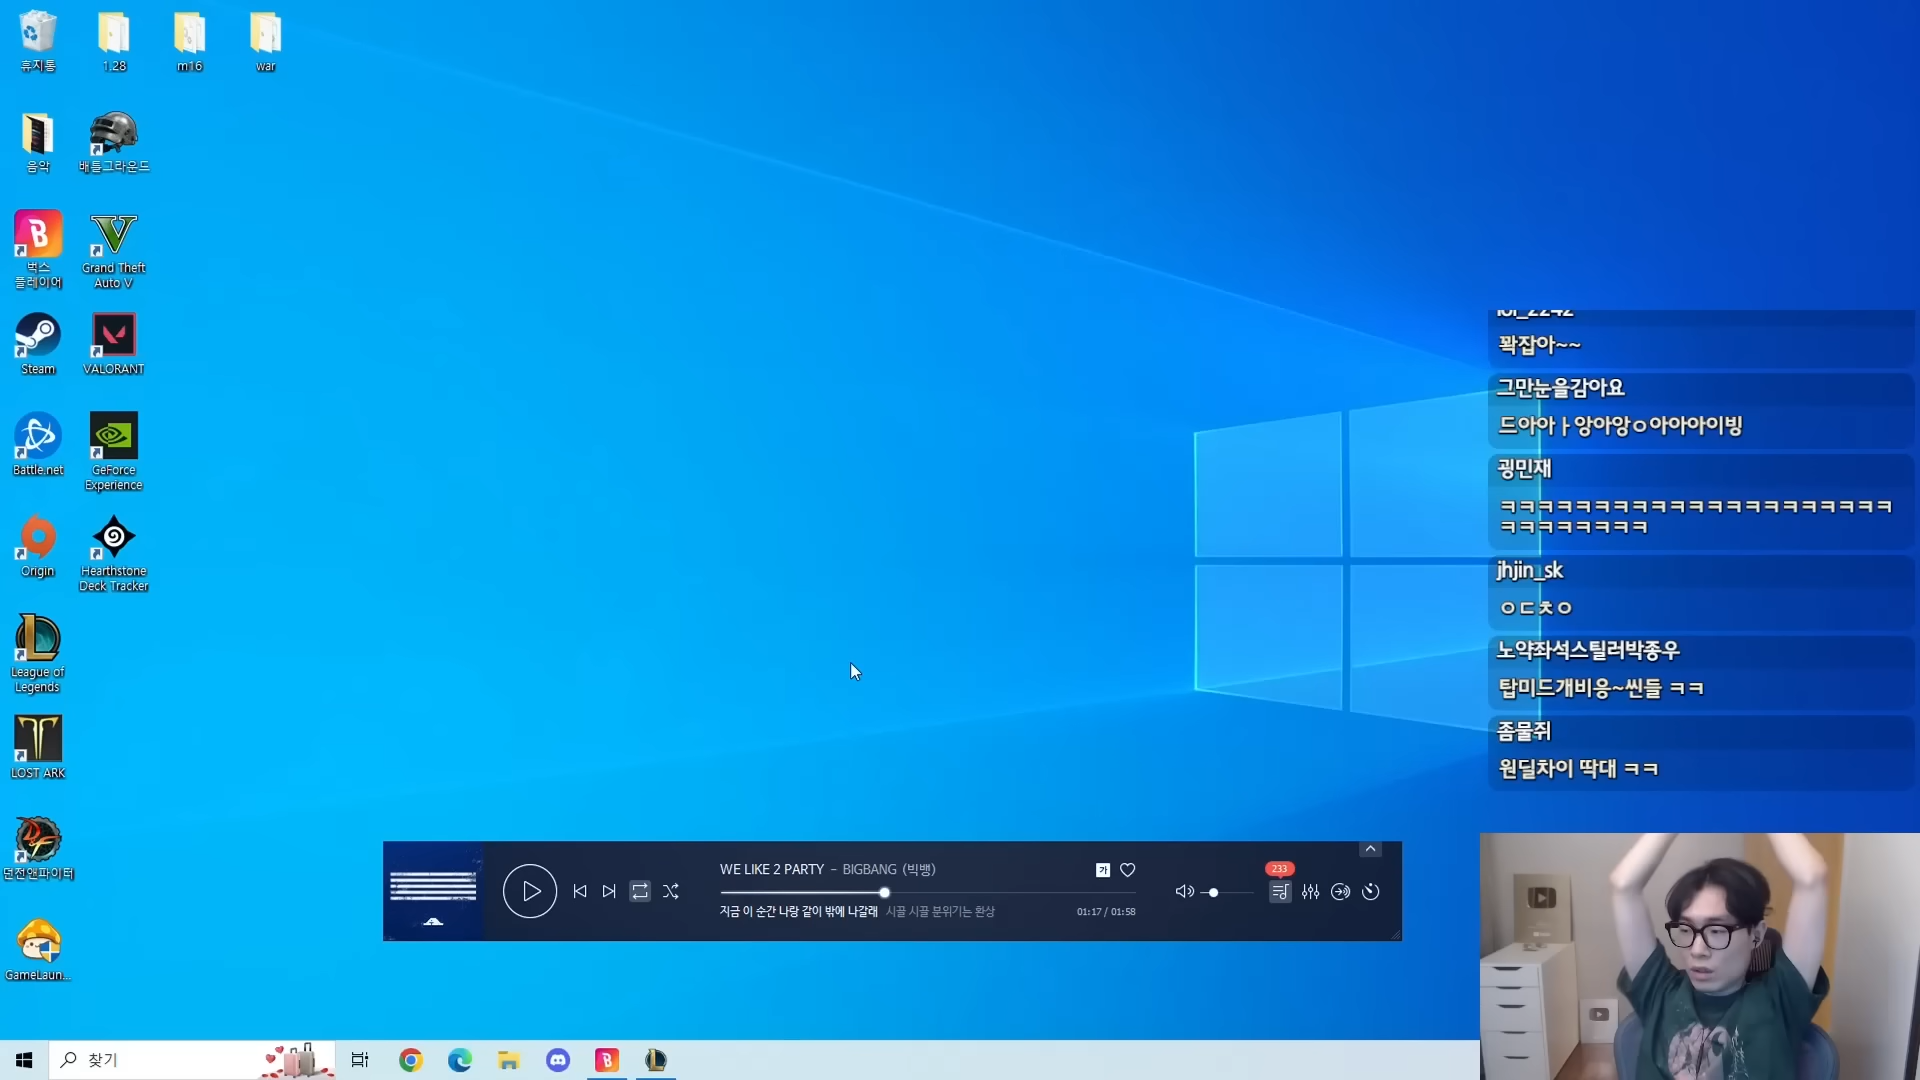 휴지통
1.28
m16
war
음악
배틀그라운드
벅스
플레이어
Grand Theft
Auto V
Steam
VALORANT
Battle.net
GeForce
Experience
Origin
Hearthstone
Deck Tracker
League of
Legends
LOST ARK
던전앤파이터
GameLaun...
lol_2242
꽉잡아~~
그만눈을감아요
드아아ㅏ앙아앙ㅇ아아아이빙
굉민재
ㅋㅋㅋㅋㅋㅋㅋㅋㅋㅋㅋㅋㅋㅋㅋㅋㅋㅋㅋㅋㅋ
ㅋㅋㅋㅋㅋㅋㅋㅋ
jhjin_sk
ㅇㄷㅊㅇ
노약좌석스틸러박종우
탑미드개비응~씬들 ㅋㅋ
좀물쥐
원딜차이 딱대 ㅋㅋ
WE LIKE 2 PARTY - BIGBANG (빅뱅)
가
233
지금 이 순간 나랑 같이 밖에 나갈래 시골 시골 분위기는 환상
01:17 / 01:58
찾기